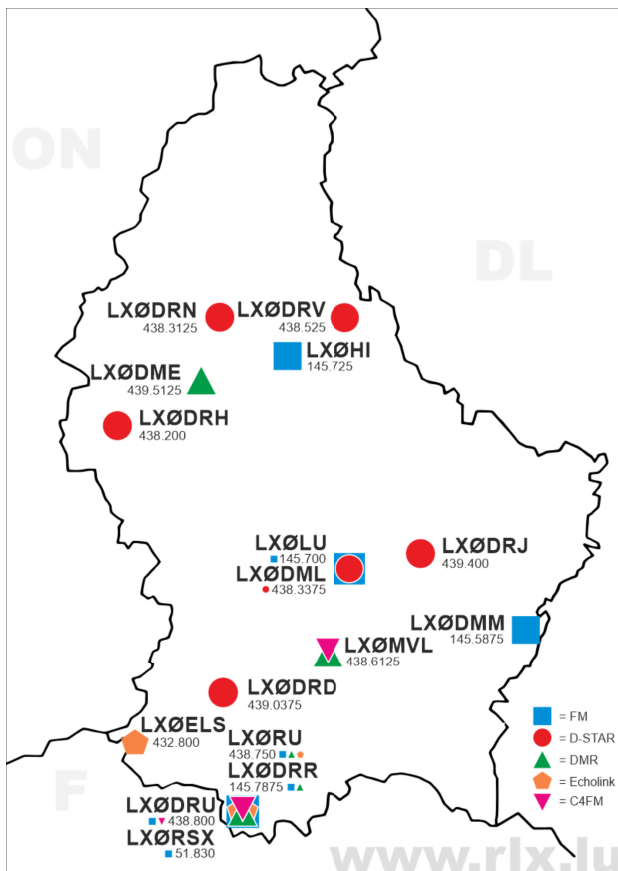 ON
DL
LXØDRN
438.3125
LXØDRV
438.525
LXØHI
145.725
LXØDME
439.5125
LXØDRH
438.200
LXØLU
145.700
LXØDML
438.3375
LXØDRJ
439.400
LXØDMM
145.5875
LXØMVL
438.6125
LXØDRD
439.0375
LXØELS
432.800
LXØRU
438.750
LXØDRR
145.7875
LXØDRU
438.800
LXØRSX
51.830
F
= FM
= D-STAR
= DMR
= Echolink
= C4FM
www.rlx.lu